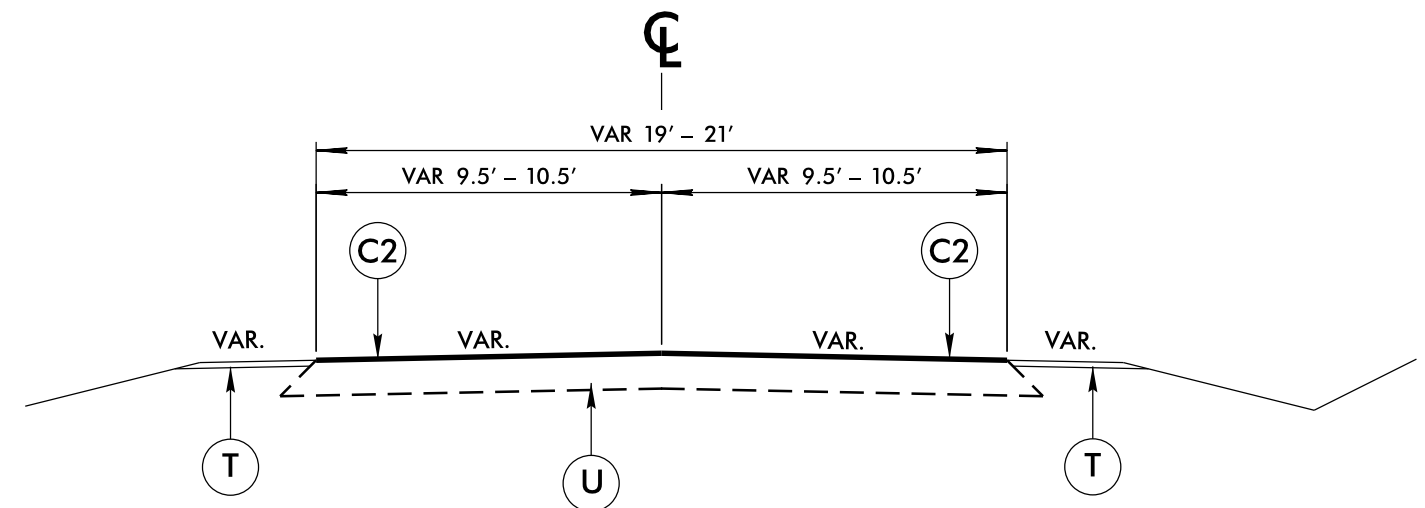 ℄
VAR 19' – 21'
VAR 9.5' – 10.5' VAR 9.5' – 10.5'
C2 C2
VAR. VAR. VAR. VAR.
T U T